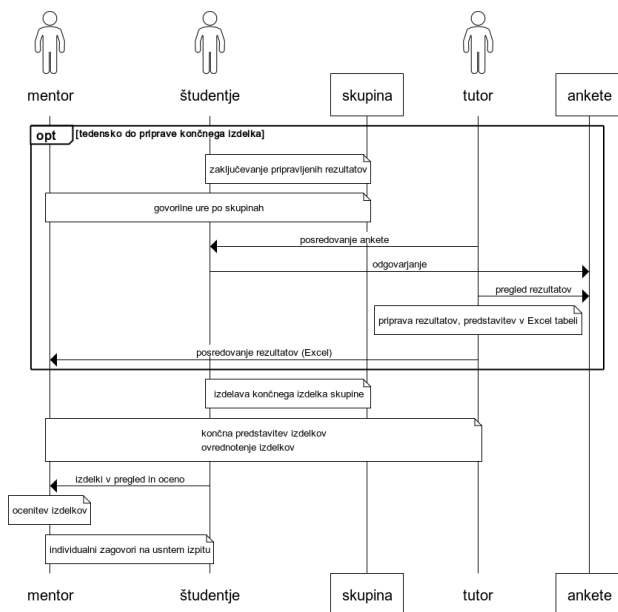 mentor študentje skupina tutor ankete
opt [tedensko do priprave končnega izdelka]
zaključevanje pripravljenih rezultatov
govorilne ure po skupinah
posredovanje ankete
odgovarjanje
pregled rezultatov
priprava rezultatov, predstavitev v Excel tabeli
posredovanje rezultatov (Excel)
izdelava končnega izdelka skupine
končna predstavitev izdelkov
ovrednotenje izdelkov
izdelki v pregled in oceno
ocenitev izdelkov
individualni zagovori na usntem izpitu
mentor študentje skupina tutor ankete